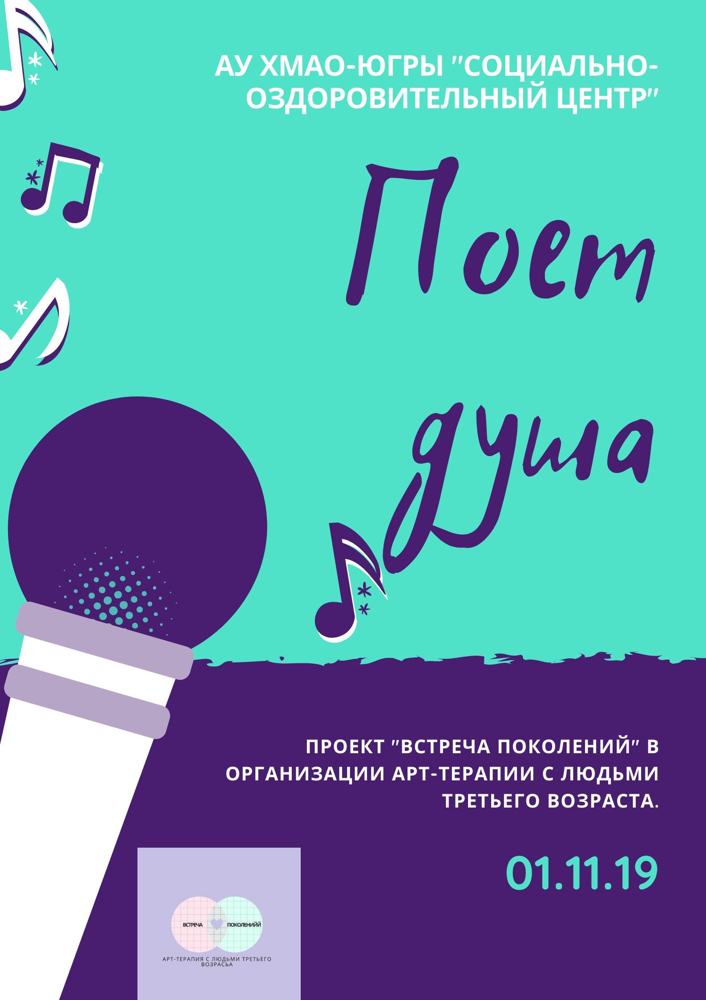 АУ ХМАО-ЮГРЫ "СОЦИАЛЬНО-
ОЗДОРОВИТЕЛЬНЫЙ ЦЕНТР"
Поет
душа
ПРОЕКТ "ВСТРЕЧА ПОКОЛЕНИЙ" В
ОРГАНИЗАЦИИ АРТ-ТЕРАПИИ С ЛЮДЬМИ
ТРЕТЬЕГО ВОЗРАСТА.
01.11.19
ВСТРЕЧА ПОКОЛЕНИЙЙ
АРТ-ТЕРАПИЯ С ЛЮДЬМИ ТРЕТЬЕГО
ВОЗРАСЬА